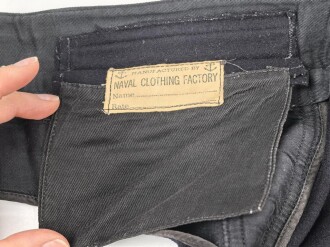 MANUFACTURED BY
NAVAL CLOTHING FACTORY
Name
Rate